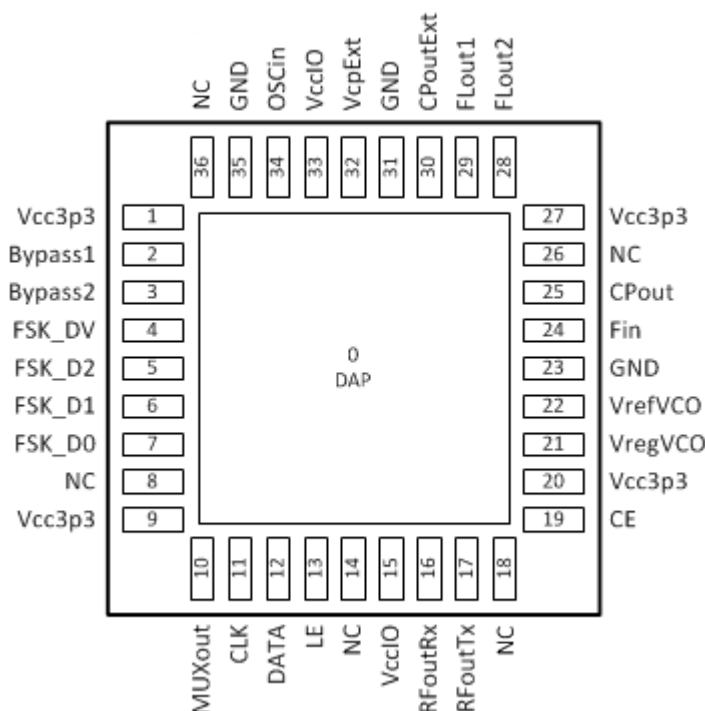 NC GND OSCin VccIO VcpExt GND CPoutExt FLout1 FLout2
36 35 34 33 32 31 30 29 28
Vcc3p3 1 27 Vcc3p3
Bypass1 2 26 NC
Bypass2 3 25 CPout
FSK_DV 4 24 Fin
0
DAP
FSK_D2 5 23 GND
FSK_D1 6 22 VrefVCO
FSK_D0 7 21 VregVCO
NC 8 20 Vcc3p3
Vcc3p3 9 19 CE
10 11 12 13 14 15 16 17 18
MUXout CLK DATA LE NC VccIO RFoutRx RFoutTx NC